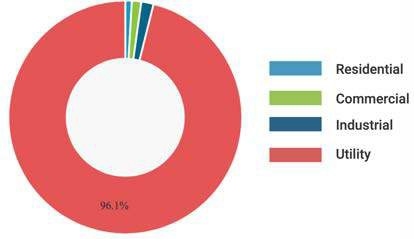 Residential
Commercial
Industrial
Utility
96.1%